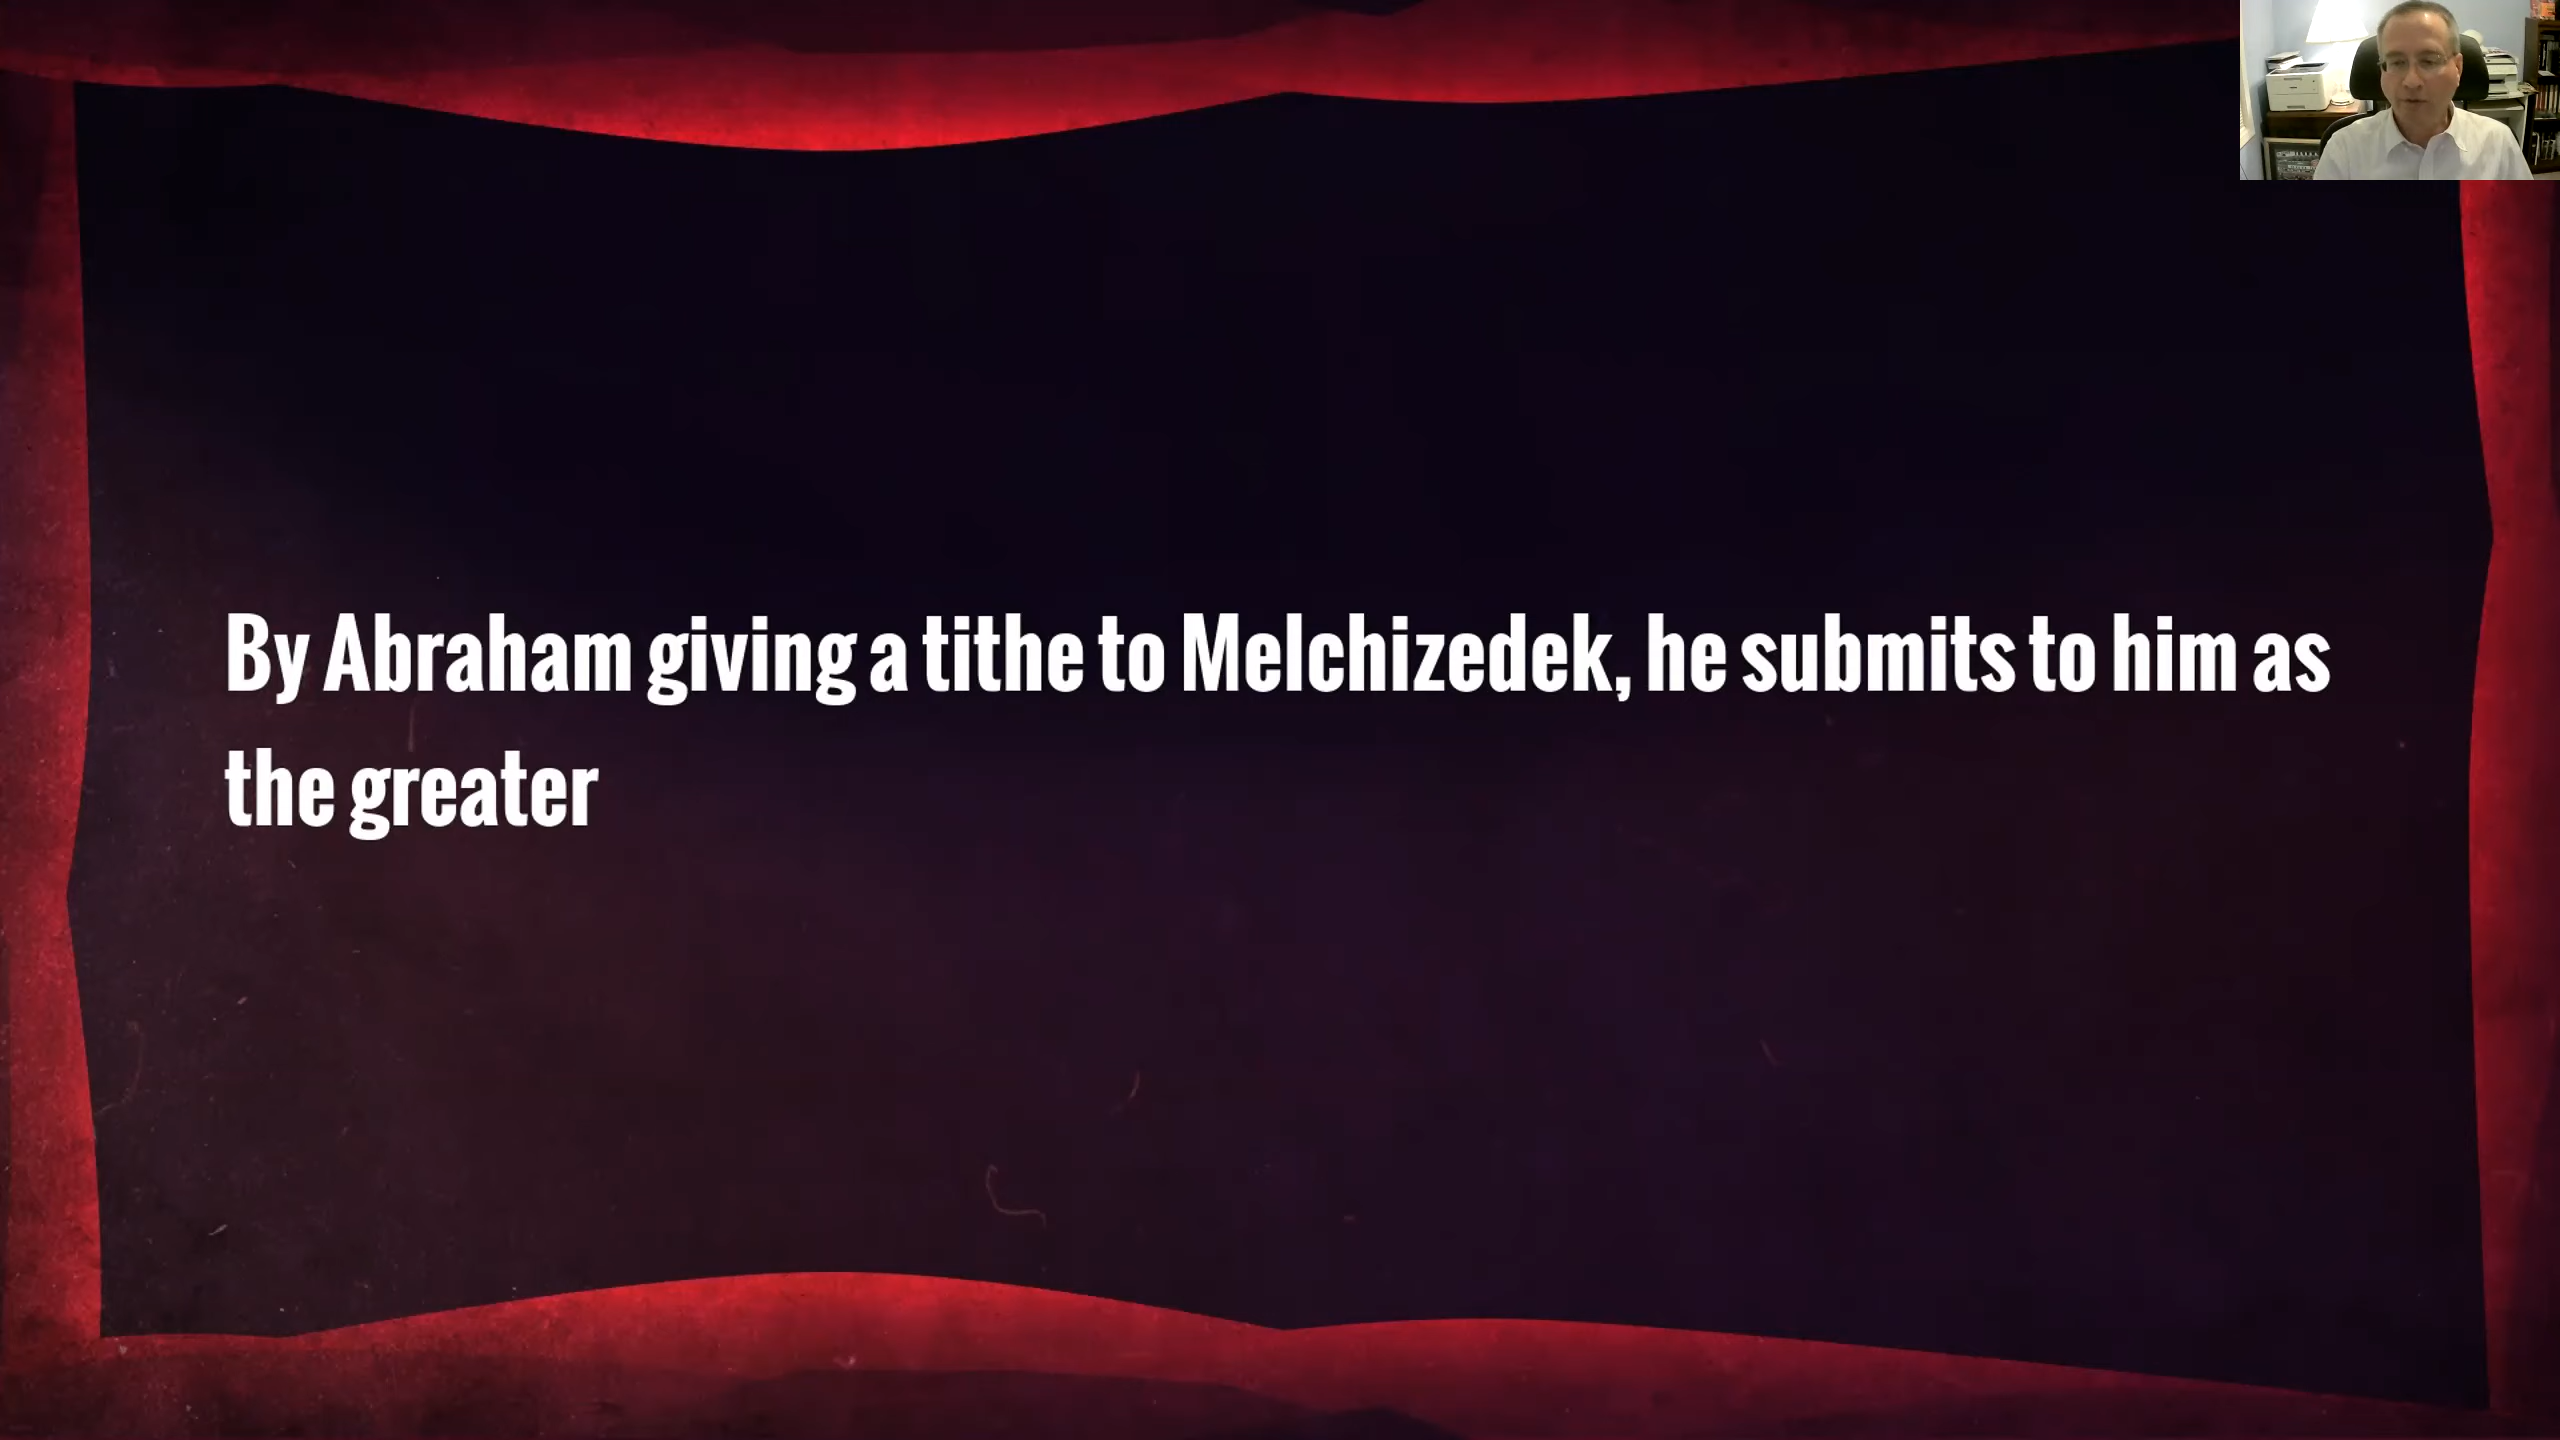 By Abraham giving a tithe to Melchizedek, he submits to him as
the greater